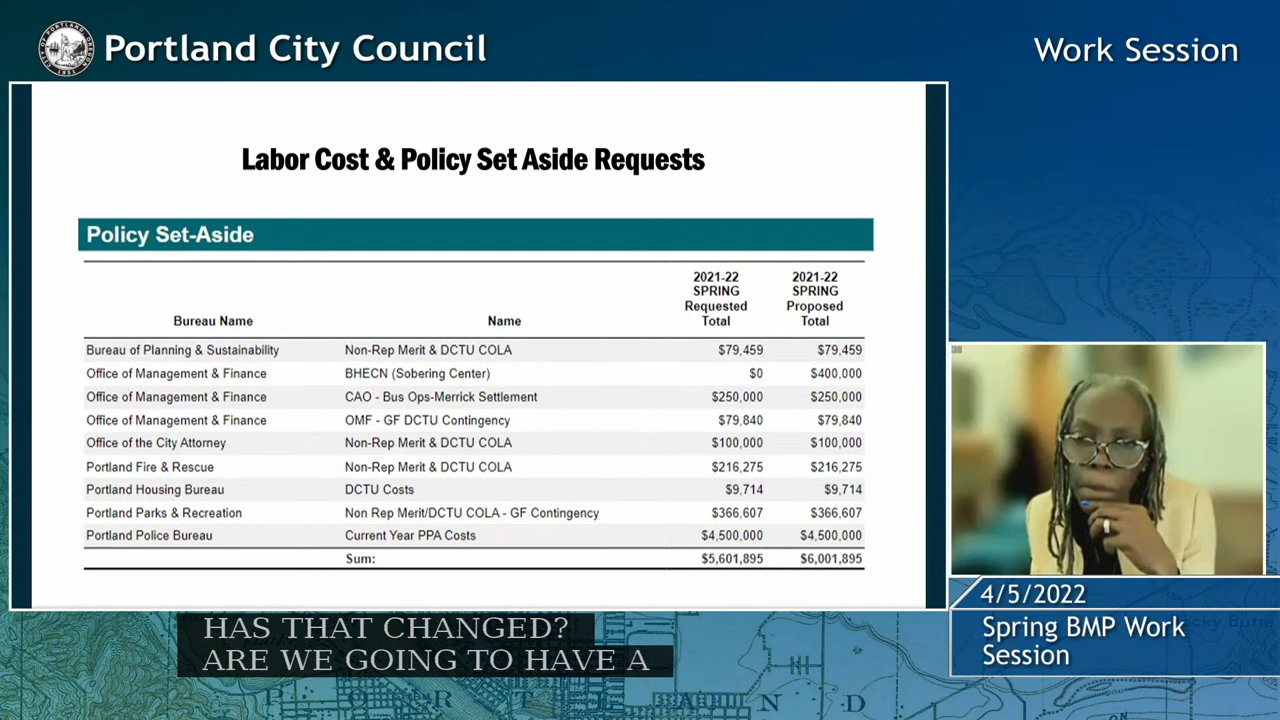 Portland City Council
Work Session
Labor Cost & Policy Set Aside Requests
Policy Set-Aside
Bureau Name Name 2021-22 SPRING Requested Total 2021-22 SPRING Proposed Total
Bureau of Planning & Sustainability Non-Rep Merit & DCTU COLA $79,459 $79,459
Office of Management & Finance BHECN (Sobering Center) $0 $400,000
Office of Management & Finance CAO - Bus Ops-Merrick Settlement $250,000 $250,000
Office of Management & Finance OMF - GF DCTU Contingency $79,840 $79,840
Office of the City Attorney Non-Rep Merit & DCTU COLA $100,000 $100,000
Portland Fire & Rescue Non-Rep Merit & DCTU COLA $216,275 $216,275
Portland Housing Bureau DCTU Costs $9,714 $9,714
Portland Parks & Recreation Non Rep Merit/DCTU COLA - GF Contingency $366,607 $366,607
Portland Police Bureau Current Year PPA Costs $4,500,000 $4,500,000
Sum: $5,601,895 $6,001,895
4/5/2022
Spring BMP Work
Session
HAS THAT CHANGED?
ARE WE GOING TO HAVE A